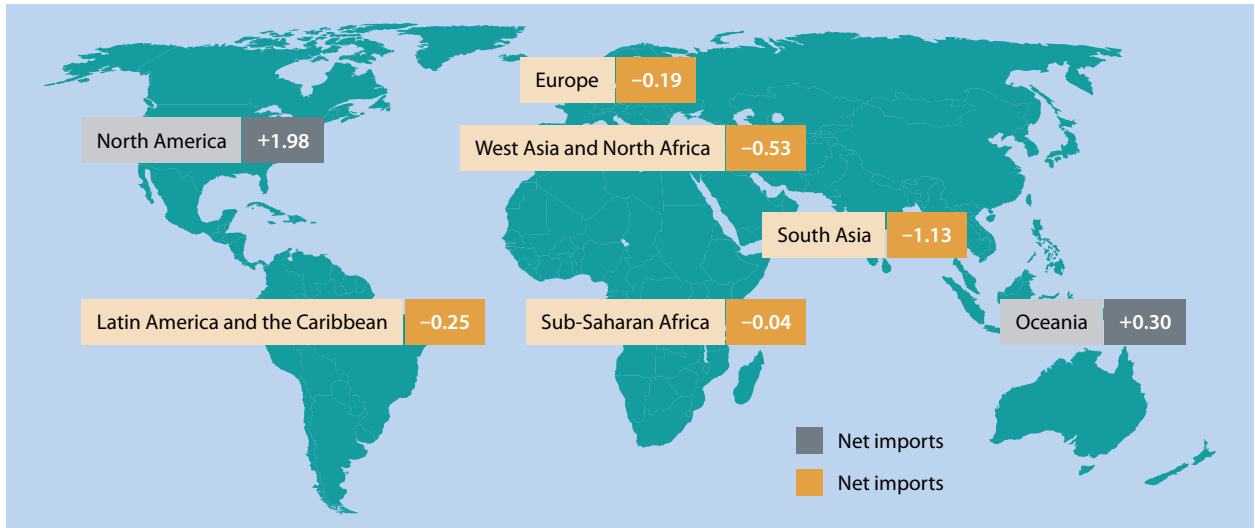 Europe −0.19
North America +1.98
West Asia and North Africa −0.53
South Asia −1.13
Latin America and the Caribbean −0.25
Sub-Saharan Africa −0.04
Oceania +0.30
Net imports
Net imports